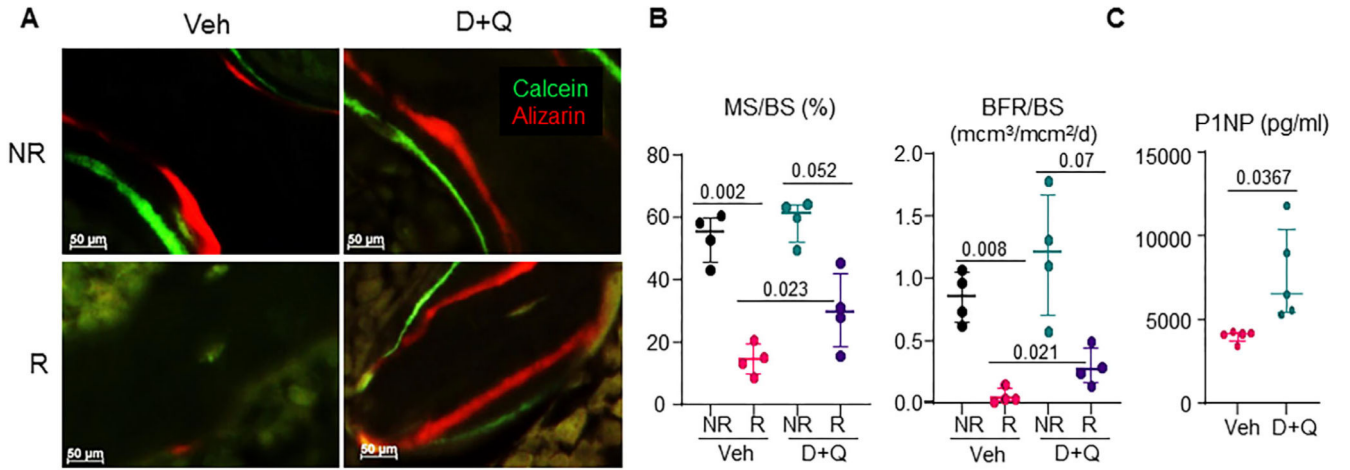 A
Veh
D+Q
NR
R
Calcein
Alizarin
50 µm
50 µm
50 µm
50 µm
B
MS/BS (%)
80
60
40
20
0
0.002
0.052
0.023
NR R NR R
Veh D+Q
BFR/BS
(mcm³/mcm²/d)
2.0
1.5
1.0
0.5
0.0
0.008
0.07
0.021
NR R NR R
Veh D+Q
C
P1NP (pg/ml)
15000
10000
5000
0
0.0367
Veh D+Q